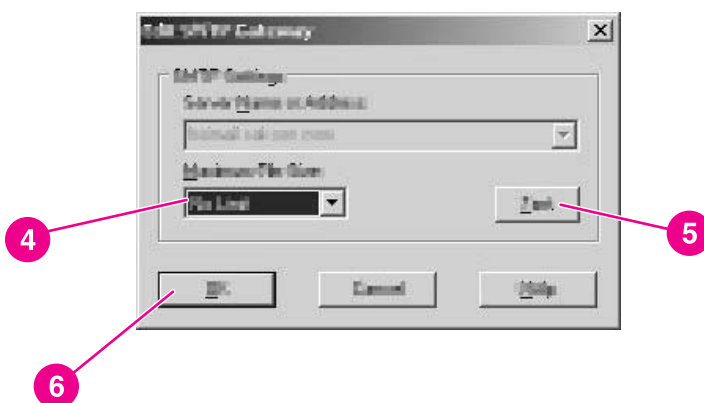 Edit SMTP Gateway
SMTP Settings
Server Name or Address:
Maximum File Size:
No Limit
4
Test
5
OK
Cancel
Help
6